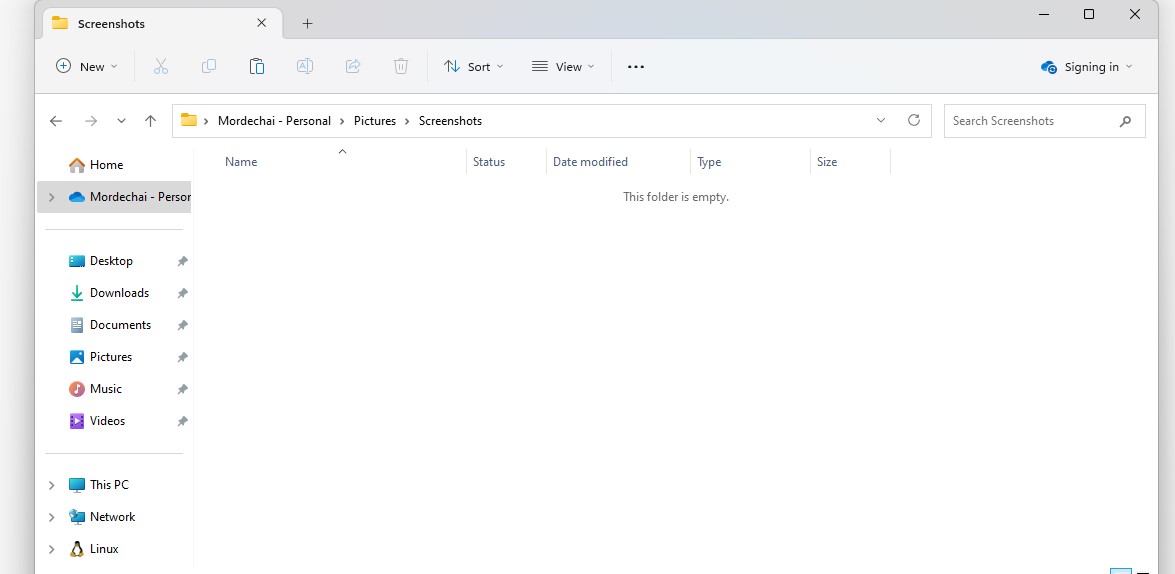 Screenshots
New Sort View Signing in
Mordechai - Personal Pictures Screenshots Search Screenshots
Name Status Date modified Type Size
This folder is empty.
Home
Mordechai - Person
Desktop
Downloads
Documents
Pictures
Music
Videos
This PC
Network
Linux